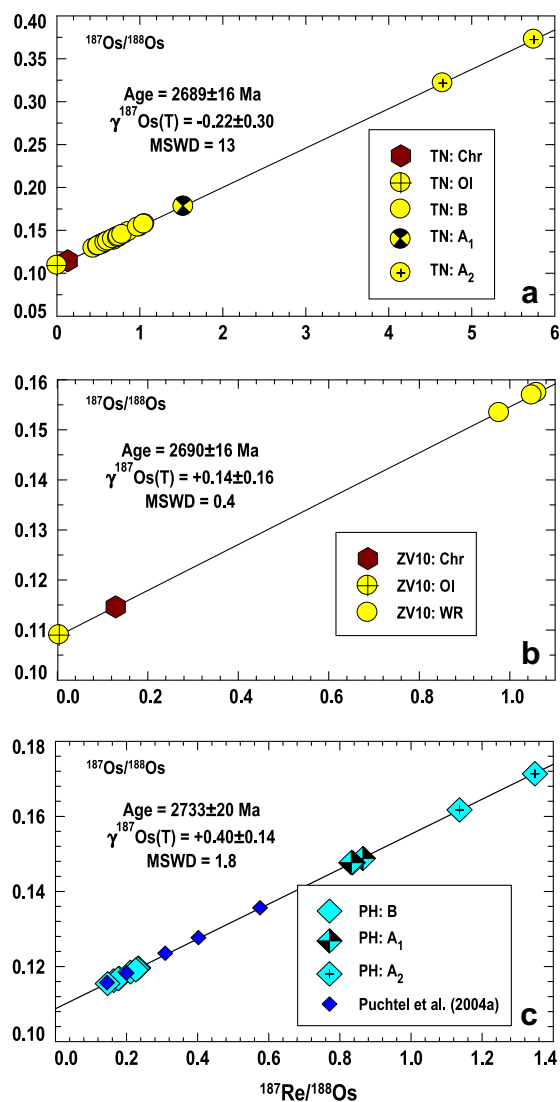 0.40
0.35
0.30
0.25
0.20
0.15
0.10
0.05
¹⁸⁷Os/¹⁸⁸Os
Age = 2689±16 Ma
γ¹⁸⁷Os(T) = -0.22±0.30
MSWD = 13
TN: Chr
TN: Ol
TN: B
TN: A₁
TN: A₂
a
0 1 2 3 4 5 6
0.16
0.15
0.14
0.13
0.12
0.11
0.10
¹⁸⁷Os/¹⁸⁸Os
Age = 2690±16 Ma
γ¹⁸⁷Os(T) = +0.14±0.16
MSWD = 0.4
ZV10: Chr
ZV10: Ol
ZV10: WR
b
0.0 0.2 0.4 0.6 0.8 1.0
0.18
0.16
0.14
0.12
0.10
¹⁸⁷Os/¹⁸⁸Os
Age = 2733±20 Ma
γ¹⁸⁷Os(T) = +0.40±0.14
MSWD = 1.8
PH: B
PH: A₁
PH: A₂
Puchtel et al. (2004a)
c
0.0 0.2 0.4 0.6 0.8 1.0 1.2 1.4
¹⁸⁷Re/¹⁸⁸Os